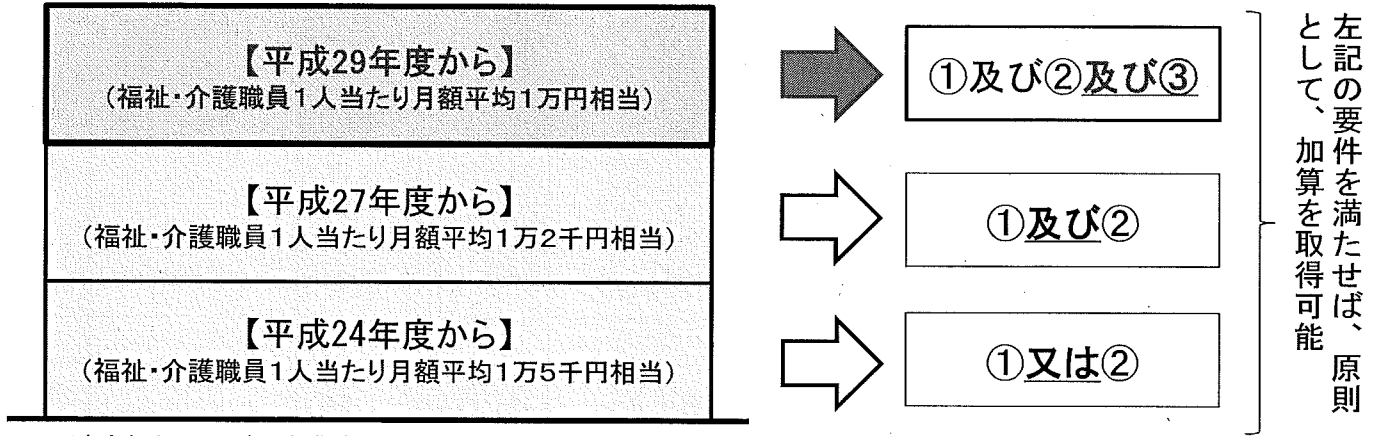 【平成29年度から】
(福祉・介護職員1人当たり月額平均1万円相当)
①及び②及び③
【平成27年度から】
(福祉・介護職員1人当たり月額平均1万2千円相当)
①及び②
【平成24年度から】
(福祉・介護職員1人当たり月額平均1万5千円相当)
①又は②
左記の要件を満たせば、原則
として、加算を取得可能